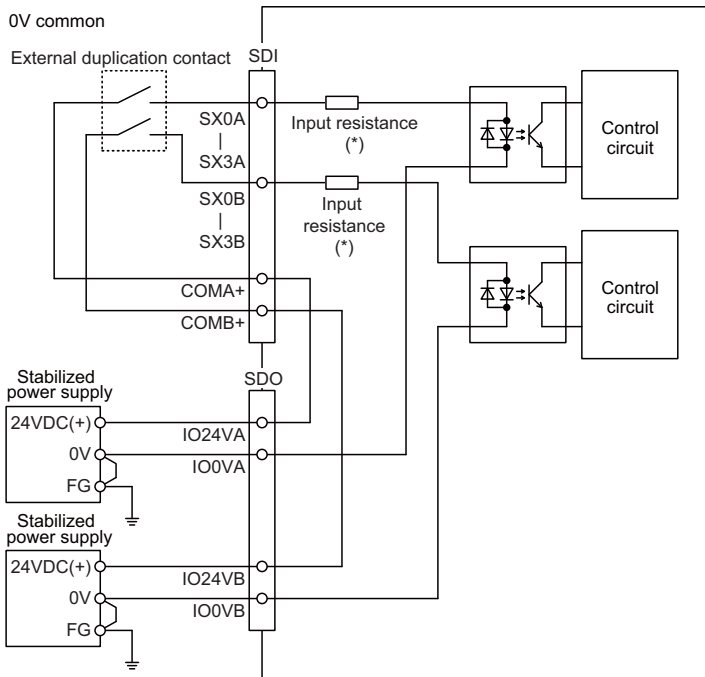 0V common
External duplication contact
SDI
SX0A
|
SX3A
Input resistance
(*)
Control
circuit
SX0B
|
SX3B
Input
resistance
(*)
Control
circuit
COMA+
COMB+
SDO
Stabilized
power supply
24VDC(+)
IO24VA
0V
IO0VA
FG
Stabilized
power supply
24VDC(+)
IO24VB
0V
IO0VB
FG